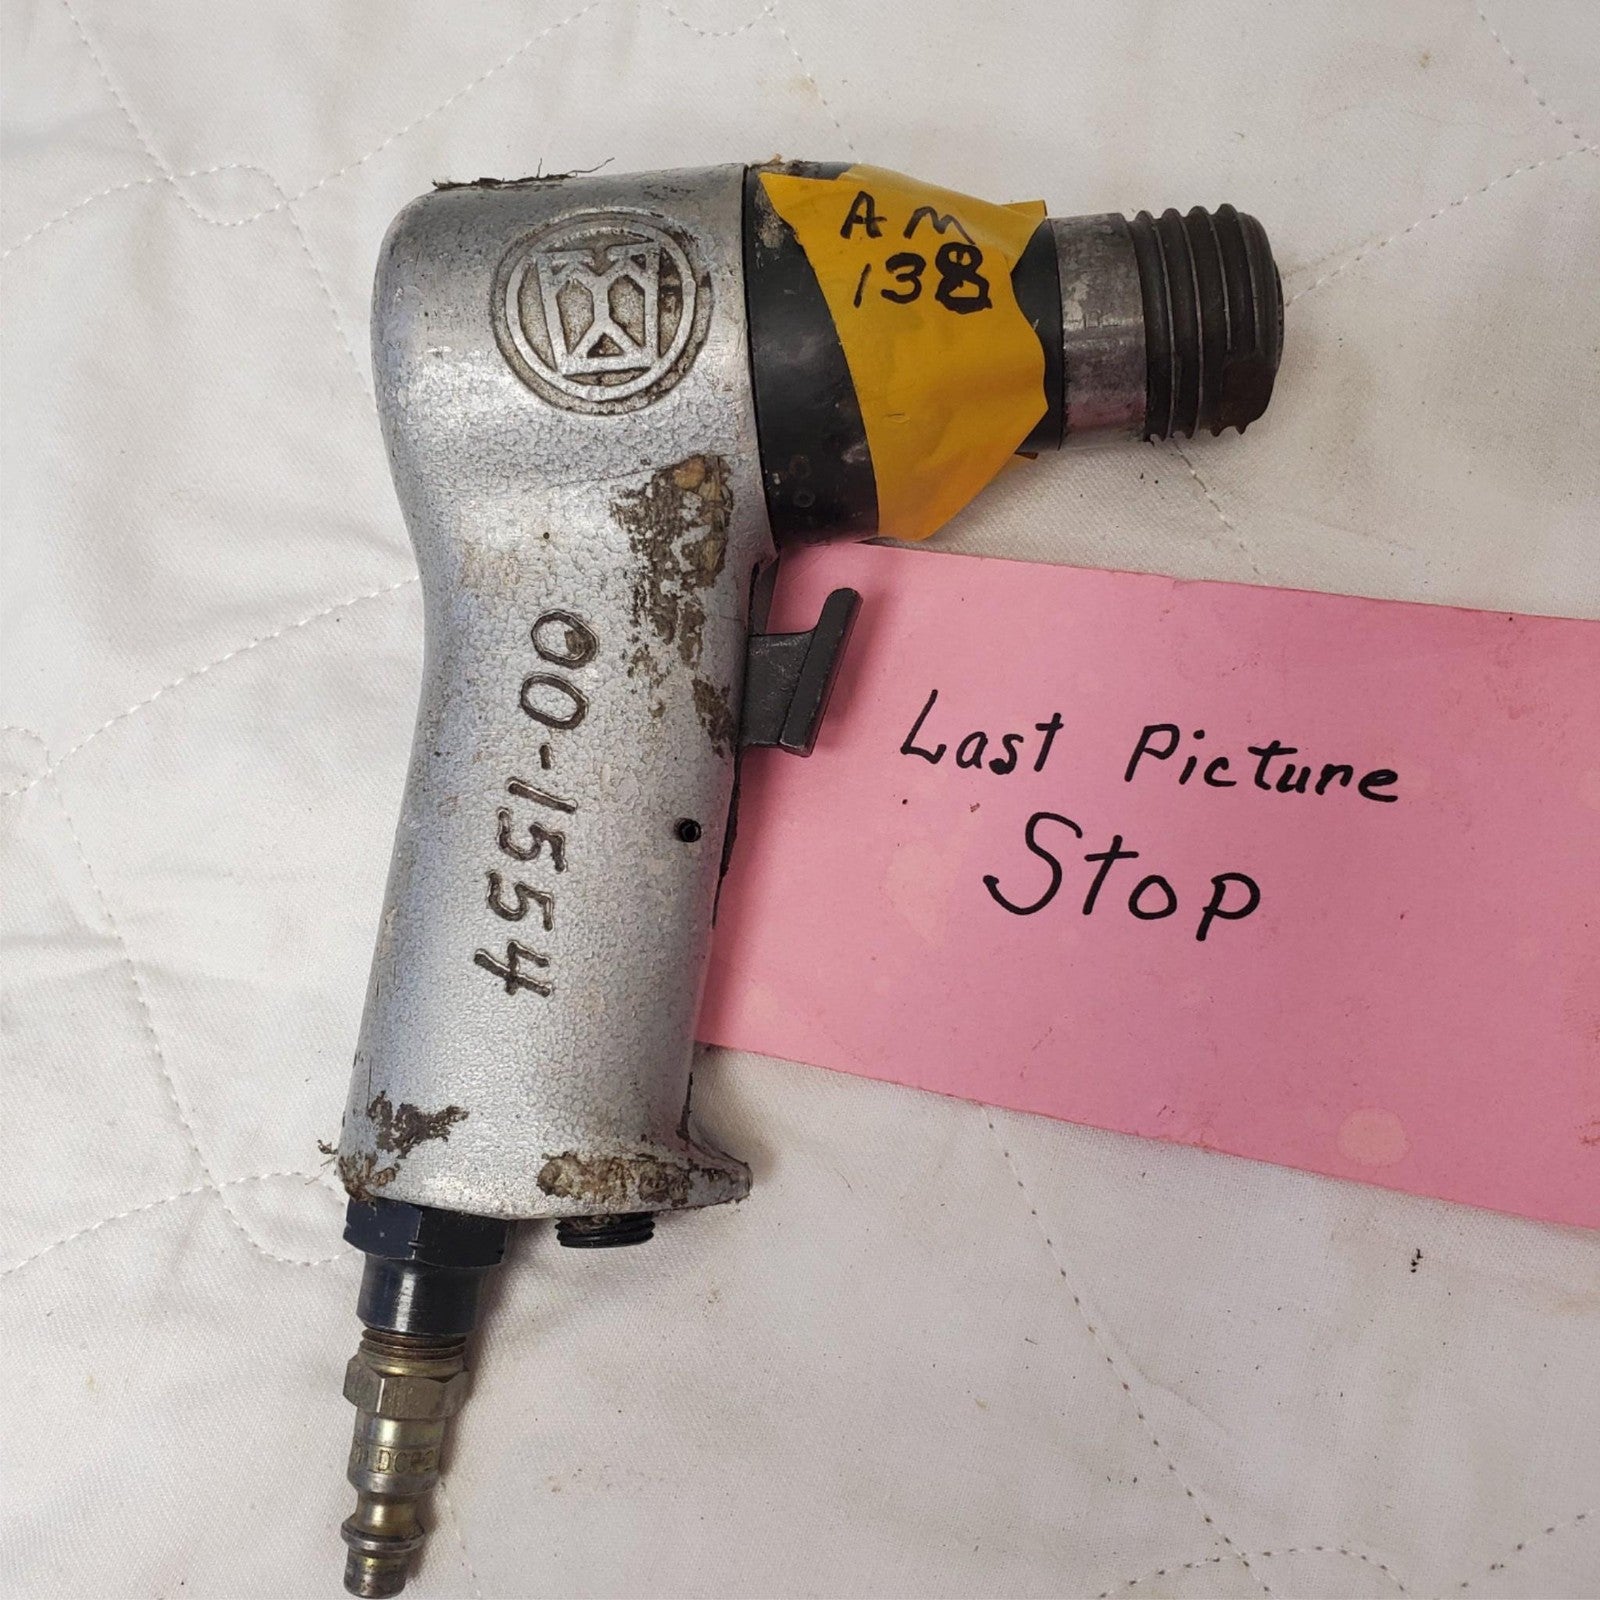 AM
138
00-1554
Last Picture
Stop